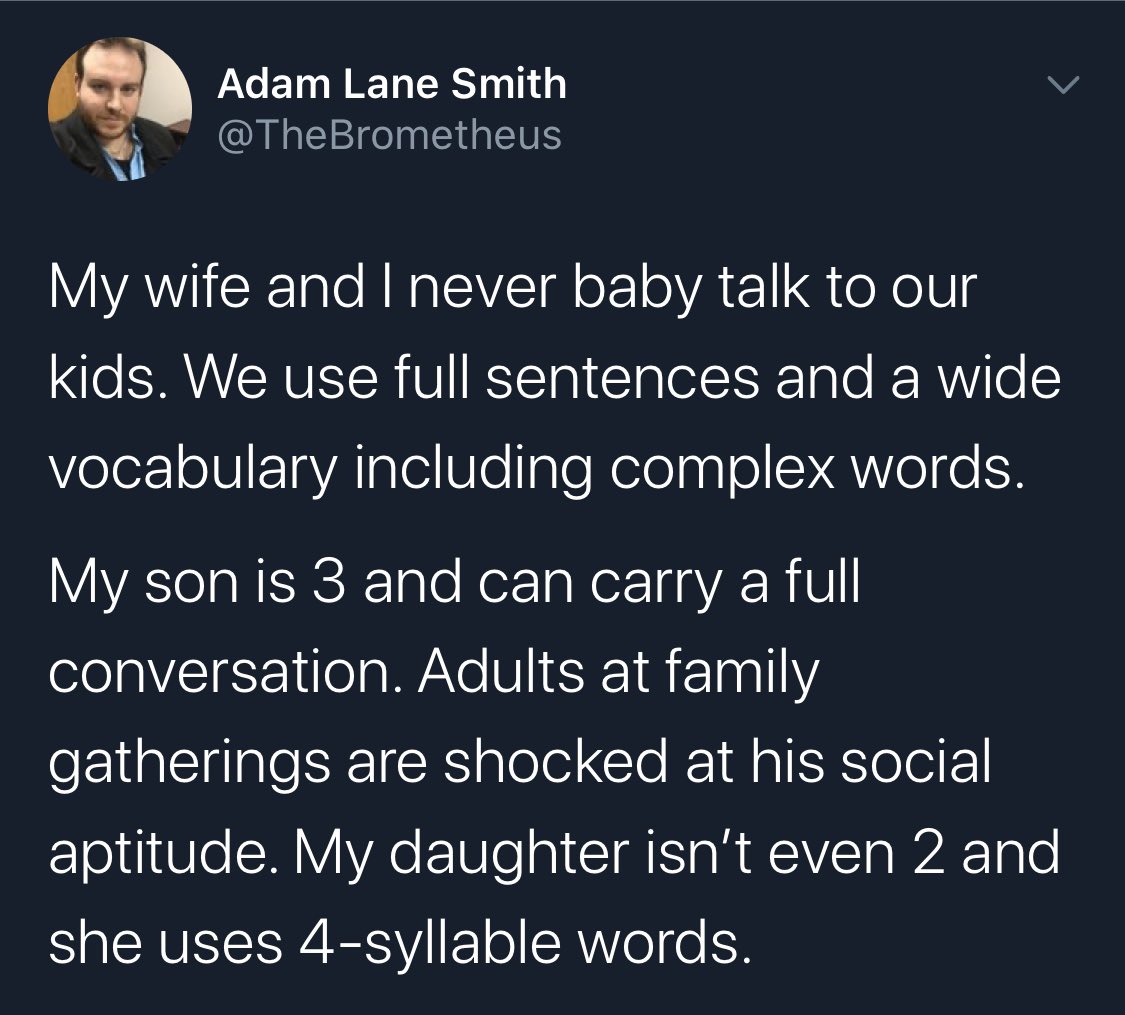 Adam Lane Smith
@TheBrometheus
My wife and I never baby talk to our
kids. We use full sentences and a wide
vocabulary including complex words.
My son is 3 and can carry a full
conversation. Adults at family
gatherings are shocked at his social
aptitude. My daughter isn’t even 2 and
she uses 4-syllable words.